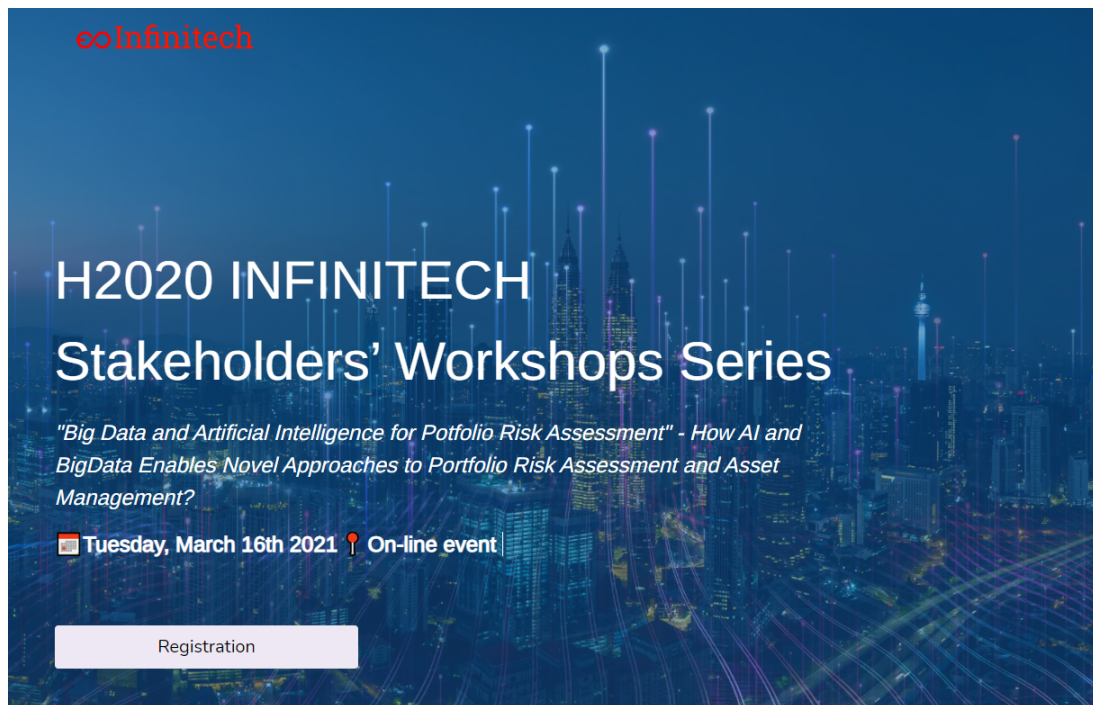 Infinitech
H2020 INFINITECH
Stakeholders’ Workshops Series
"Big Data and Artificial Intelligence for Potfolio Risk Assessment" - How AI and
BigData Enables Novel Approaches to Portfolio Risk Assessment and Asset
Management?
Tuesday, March 16th 2021 On-line event
Registration